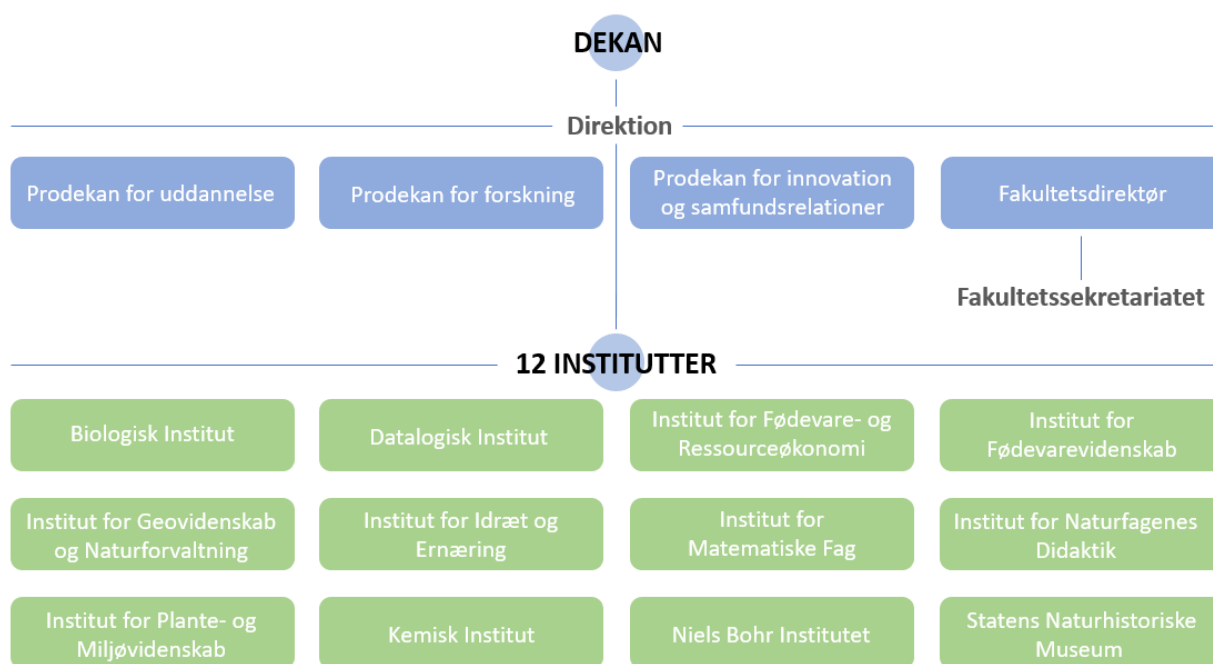 DEKAN
Direktion
Prodekan for uddannelse
Prodekan for forskning
Prodekan for innovation
og samfundsrelationer
Fakultetsdirektør
Fakultetssekretariatet
12 INSTITUTTER
Biologisk Institut
Datalogisk Institut
Institut for Fødevare- og
Ressourceøkonomi
Institut for
Fødevarevidenskab
Institut for Geovidenskab
og Naturforvaltning
Institut for Idræt og
Ernæring
Institut for
Matematiske Fag
Institut for Naturfagenes
Didaktik
Institut for Plante- og
Miljøvidenskab
Kemisk Institut
Niels Bohr Institutet
Statens Naturhistoriske
Museum